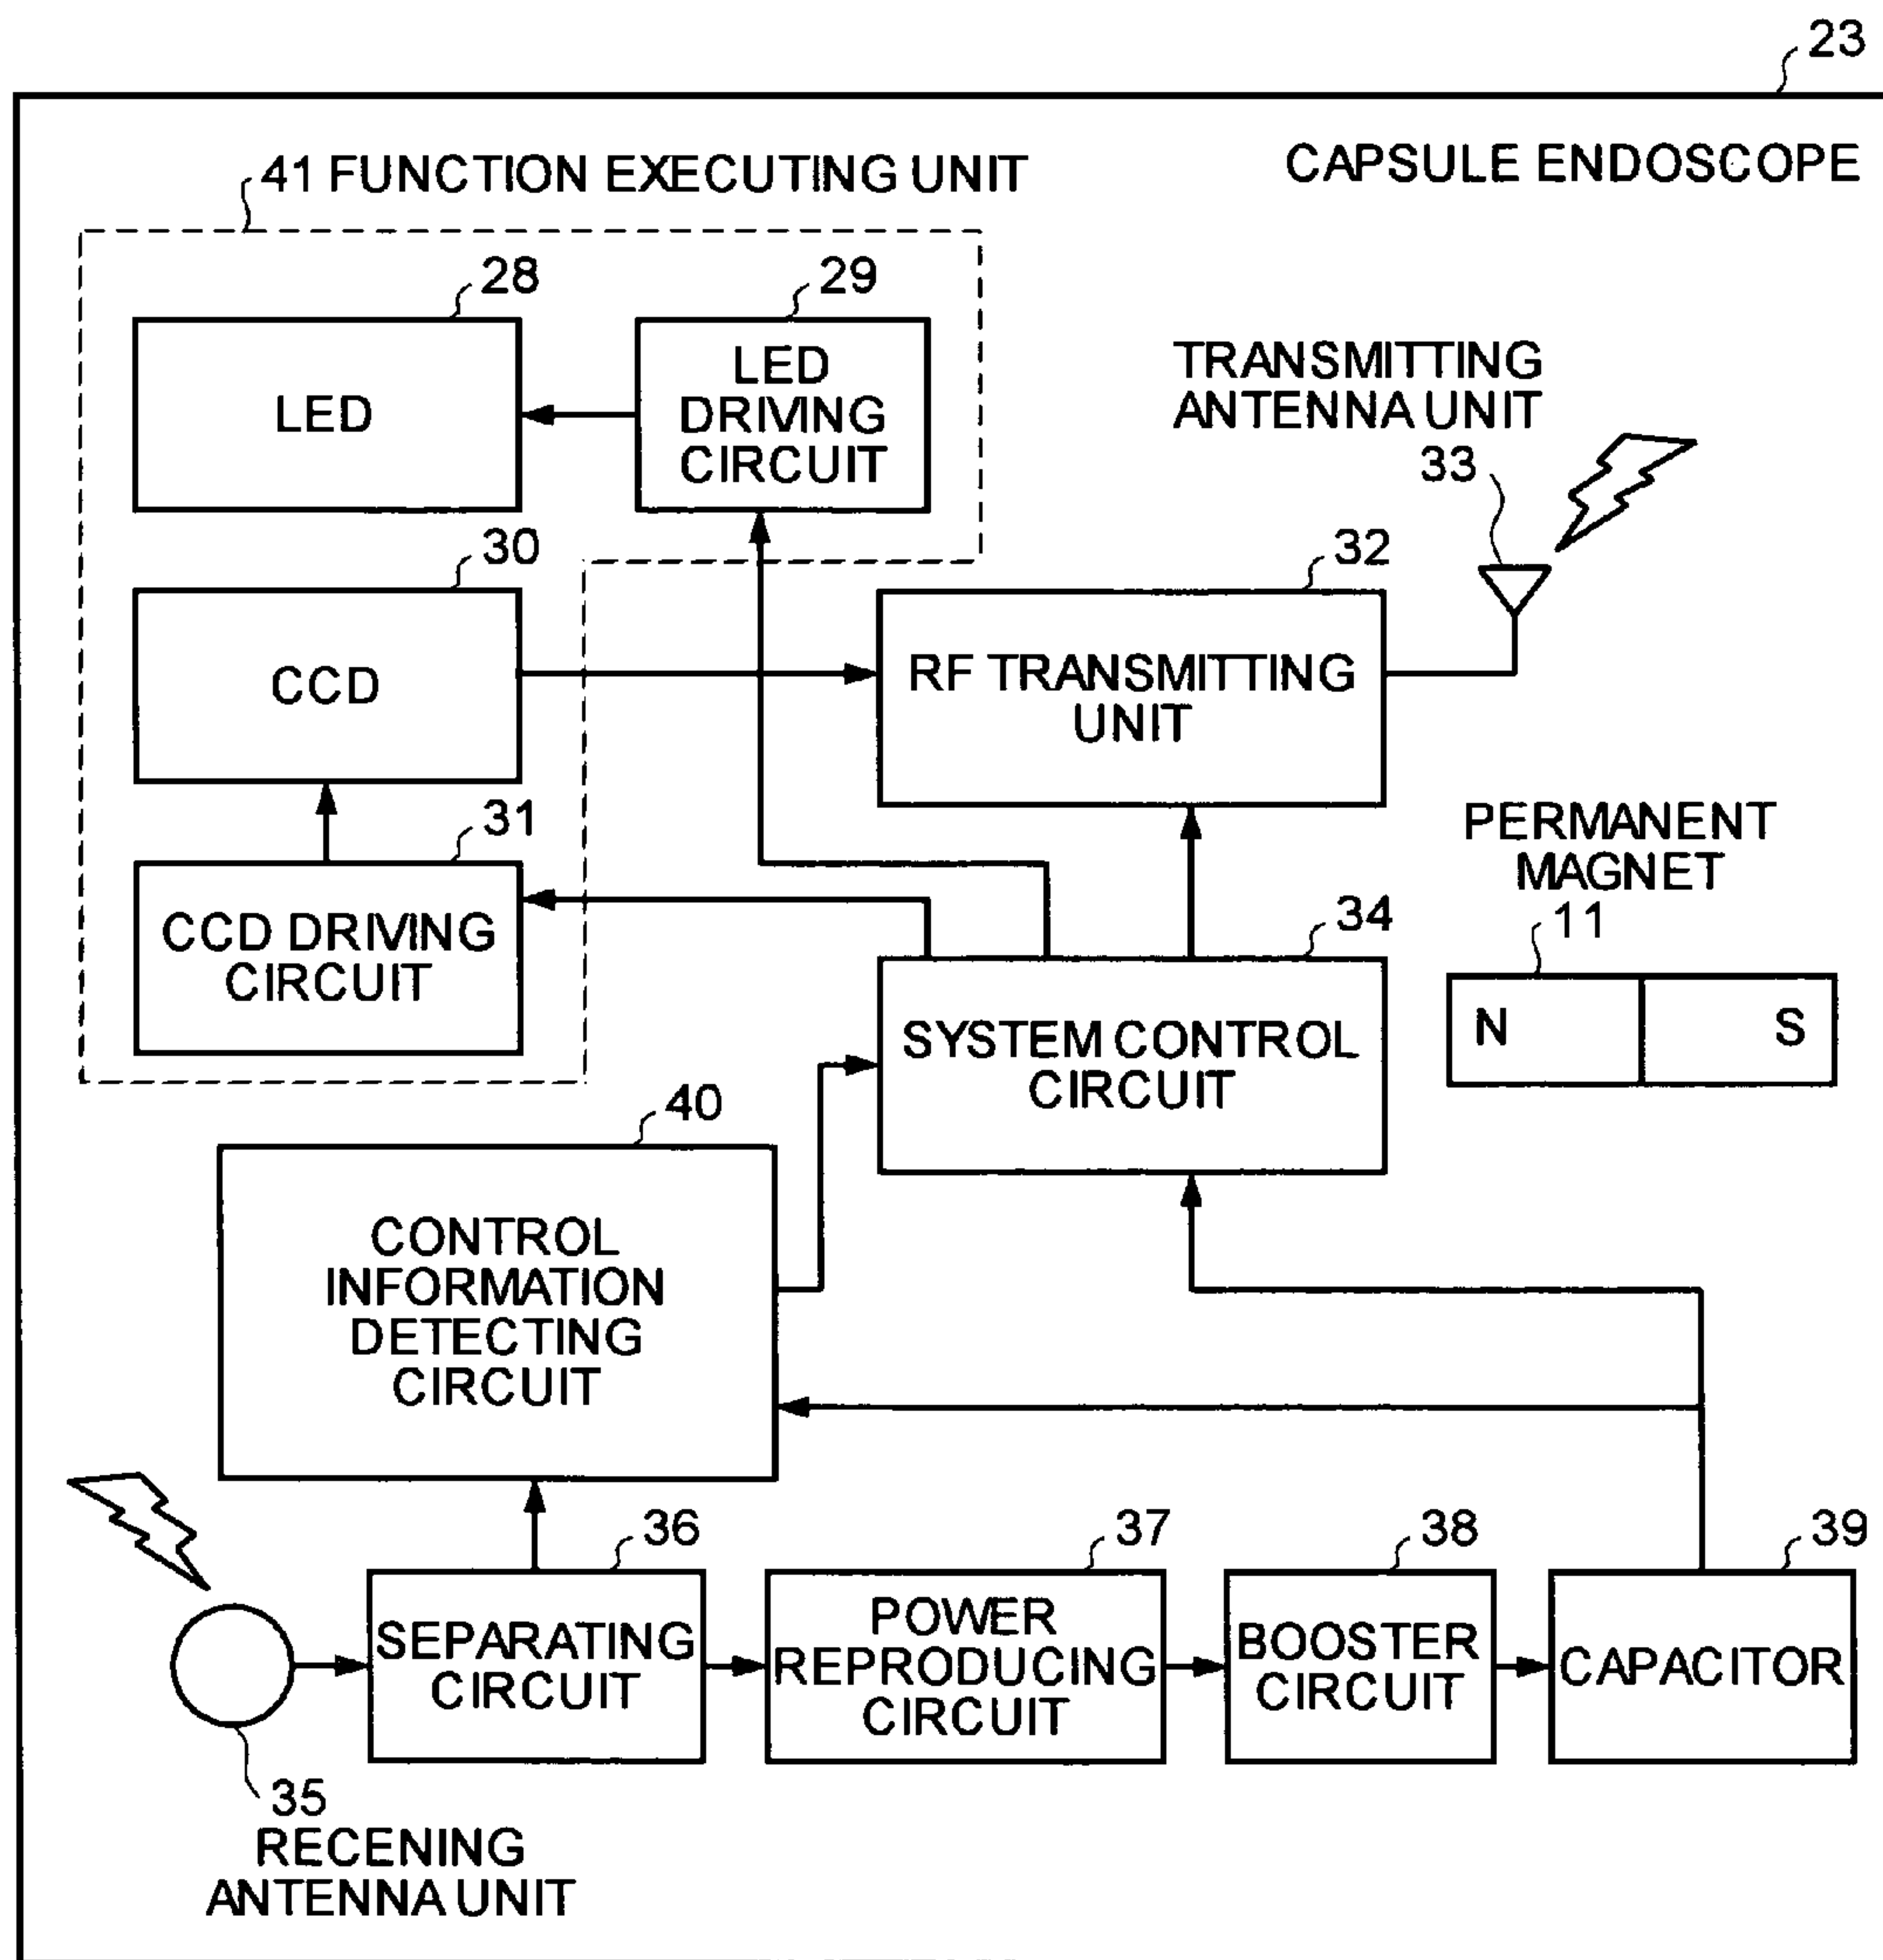 23
CAPSULE ENDOSCOPE
41 FUNCTION EXECUTING UNIT
28
LED
29
LED
DRIVING
CIRCUIT
TRANSMITTING
ANTENNA UNIT
33
30
CCD
32
RF TRANSMITTING
UNIT
31
CCD DRIVING
CIRCUIT
PERMANENT
MAGNET
11
N S
34
SYSTEM CONTROL
CIRCUIT
40
CONTROL
INFORMATION
DETECTING
CIRCUIT
36
SEPARATING
CIRCUIT
37
POWER
REPRODUCING
CIRCUIT
38
BOOSTER
CIRCUIT
39
CAPACITOR
35
RECENING
ANTENNA UNIT